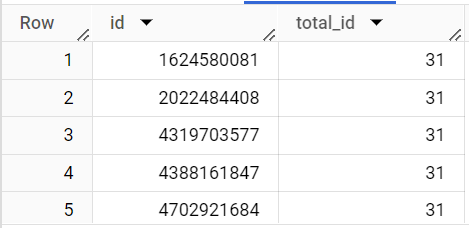 Row id total_id
1 1624580081 31
2 2022484408 31
3 4319703577 31
4 4388161847 31
5 4702921684 31